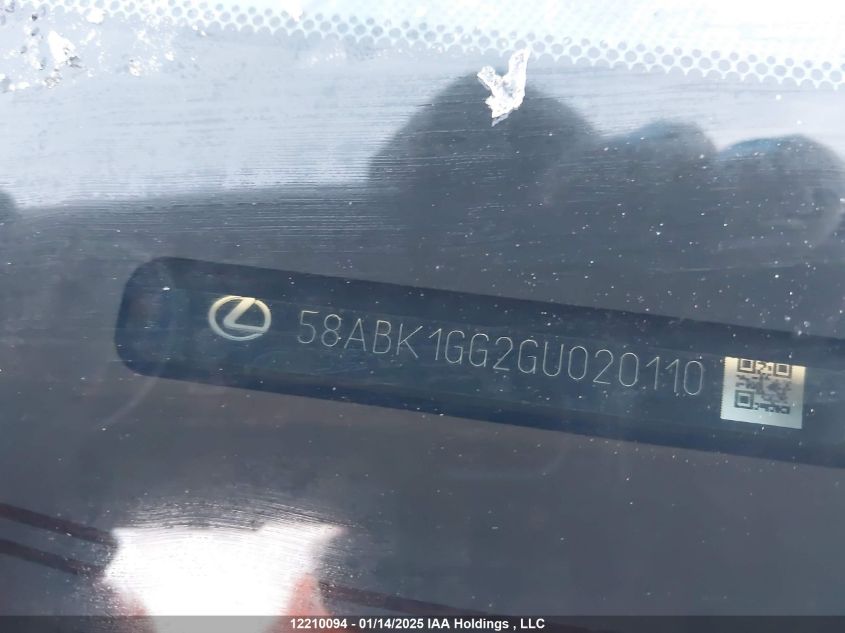 58ABK1GG2GU020110
12210094 - 01/14/2025 IAA Holdings , LLC